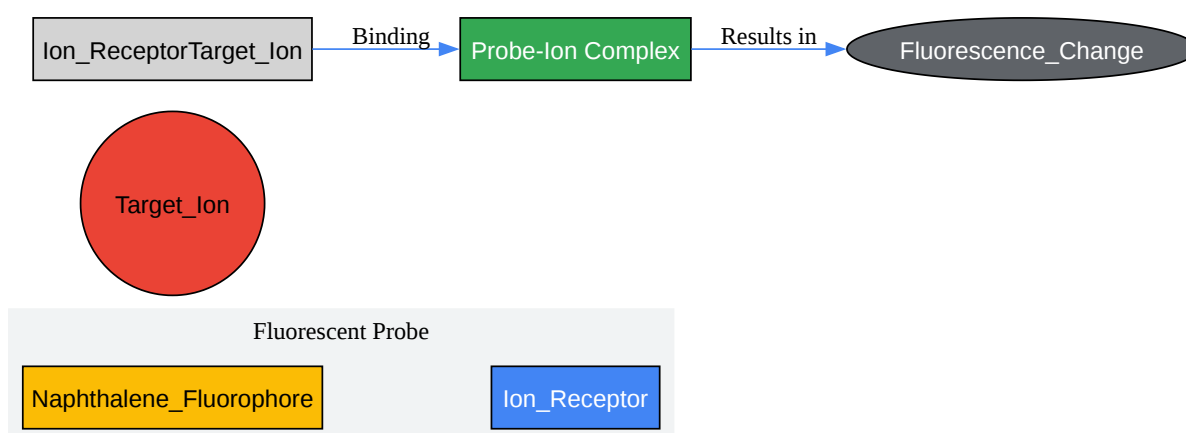 Ion_ReceptorTarget_Ion
Binding
Probe-Ion Complex
Results in
Fluorescence_Change
Target_Ion
Fluorescent Probe
Naphthalene_Fluorophore
Ion_Receptor